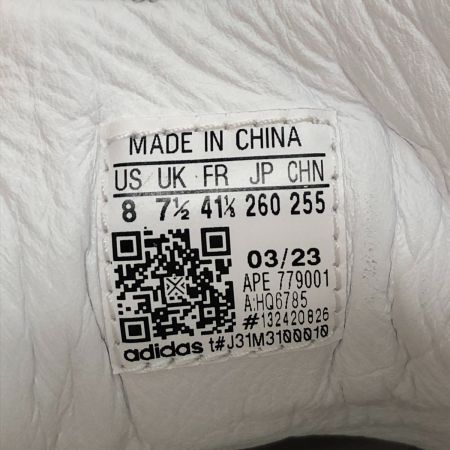 MADE IN CHINA
US UK FR JP CHN
8 7½ 41⅓ 260 255
03/23
APE 779001
A:HQ6785
#132420826
adidas t#J31M3100010